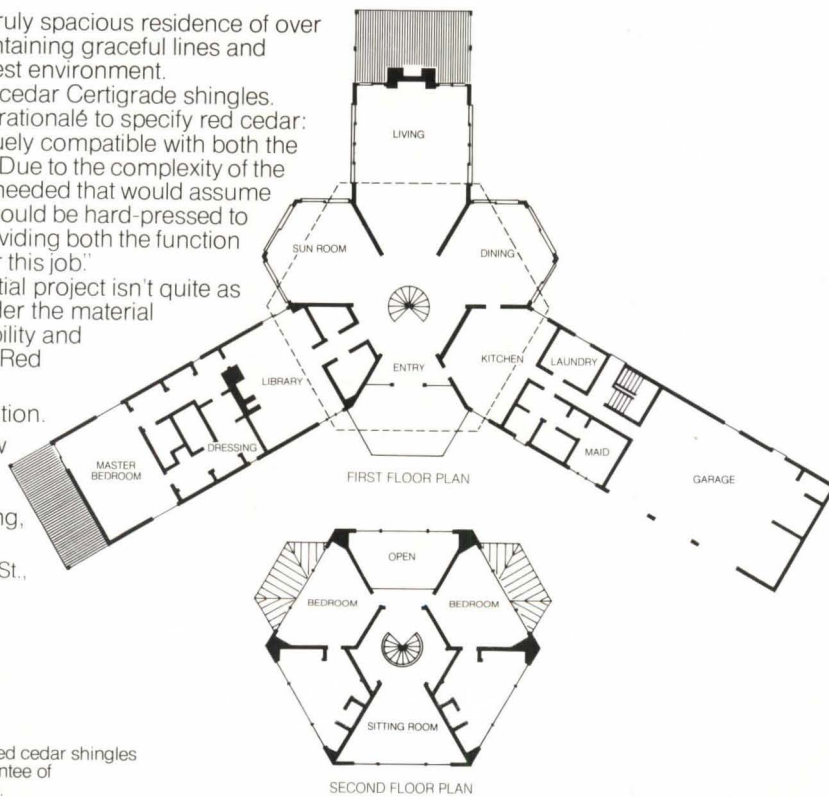 ruly spacious residence of over
ntaining graceful lines and
est environment.
cedar Certigrade shingles.
rationalé to specify red cedar:
uely compatible with both the
Due to the complexity of the
needed that would assume
ould be hard-pressed to
viding both the function
r this job."
tial project isn't quite as
ler the material
bility and
Red
tion.
w
ng,
St.,
ed cedar shingles
ntee of
LIVING
SUN ROOM
DINING
ENTRY
KITCHEN
LAUNDRY
LIBRARY
DRESSING
MASTER
BEDROOM
MAID
GARAGE
FIRST FLOOR PLAN
OPEN
BEDROOM
BEDROOM
SITTING ROOM
SECOND FLOOR PLAN